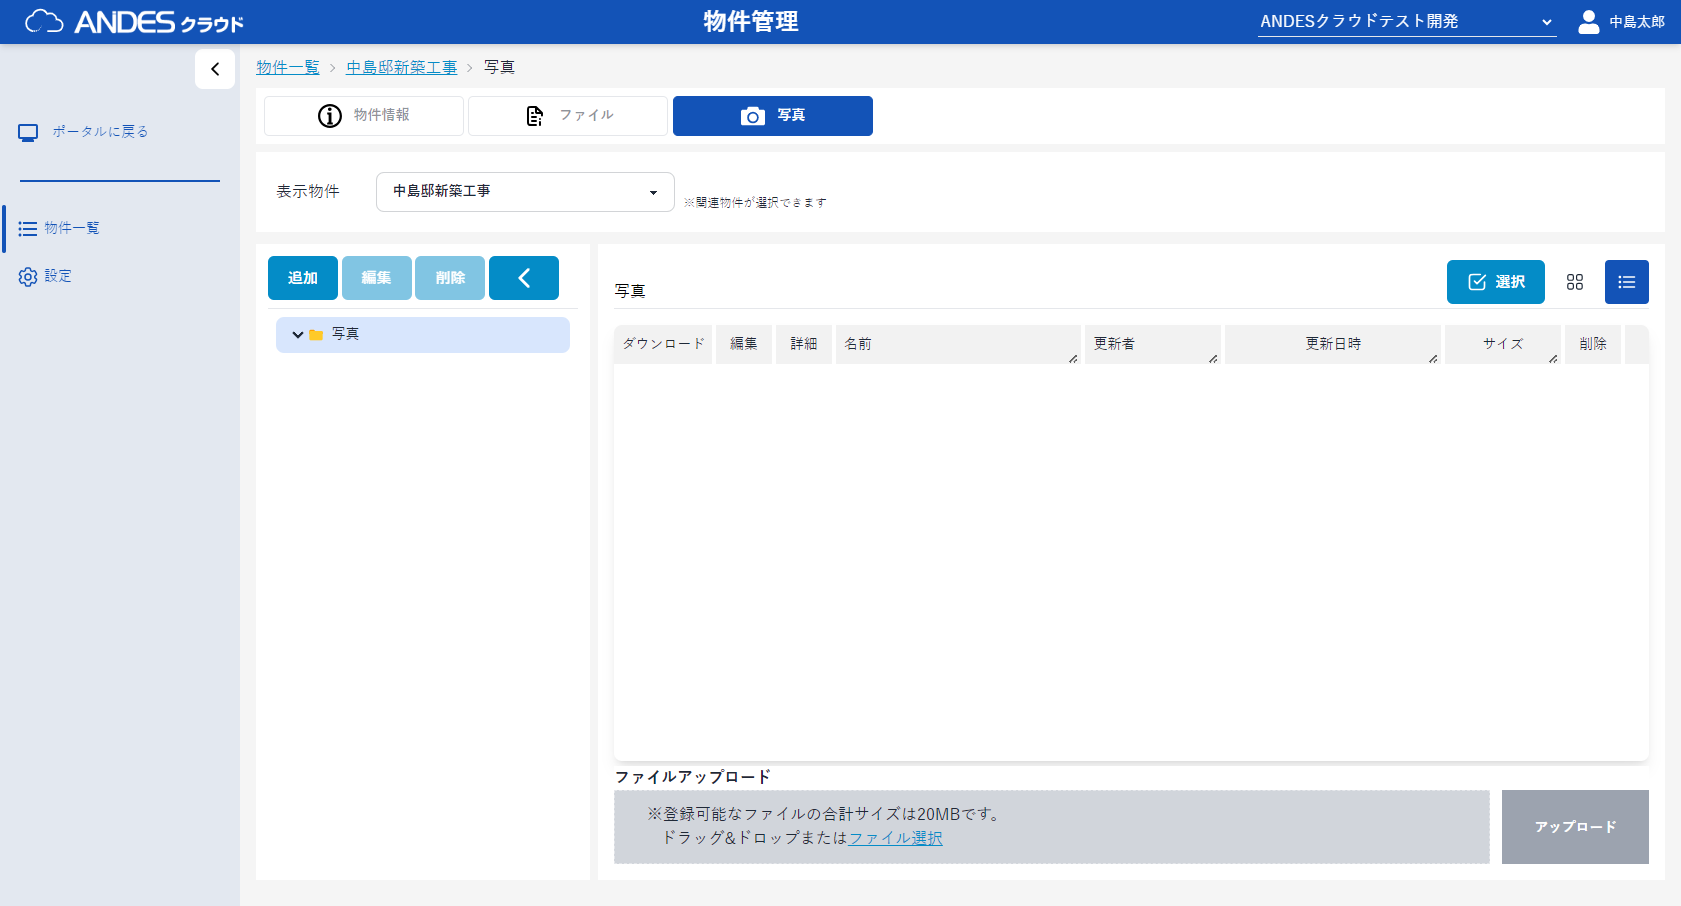 ANDES クラウド
物件管理
ANDESクラウドテスト開発
中島太郎
物件一覧 > 中島邸新築工事 > 写真
ポータルに戻る
物件一覧
設定
物件情報
ファイル
写真
表示物件
中島邸新築工事
※関連物件が選択できます
追加
編集
削除
写真
写真
選択
ダウンロード 編集 詳細 名前 更新者 更新日時 サイズ 削除
ファイルアップロード
※登録可能なファイルの合計サイズは20MBです。
ドラッグ&ドロップまたはファイル選択
アップロード